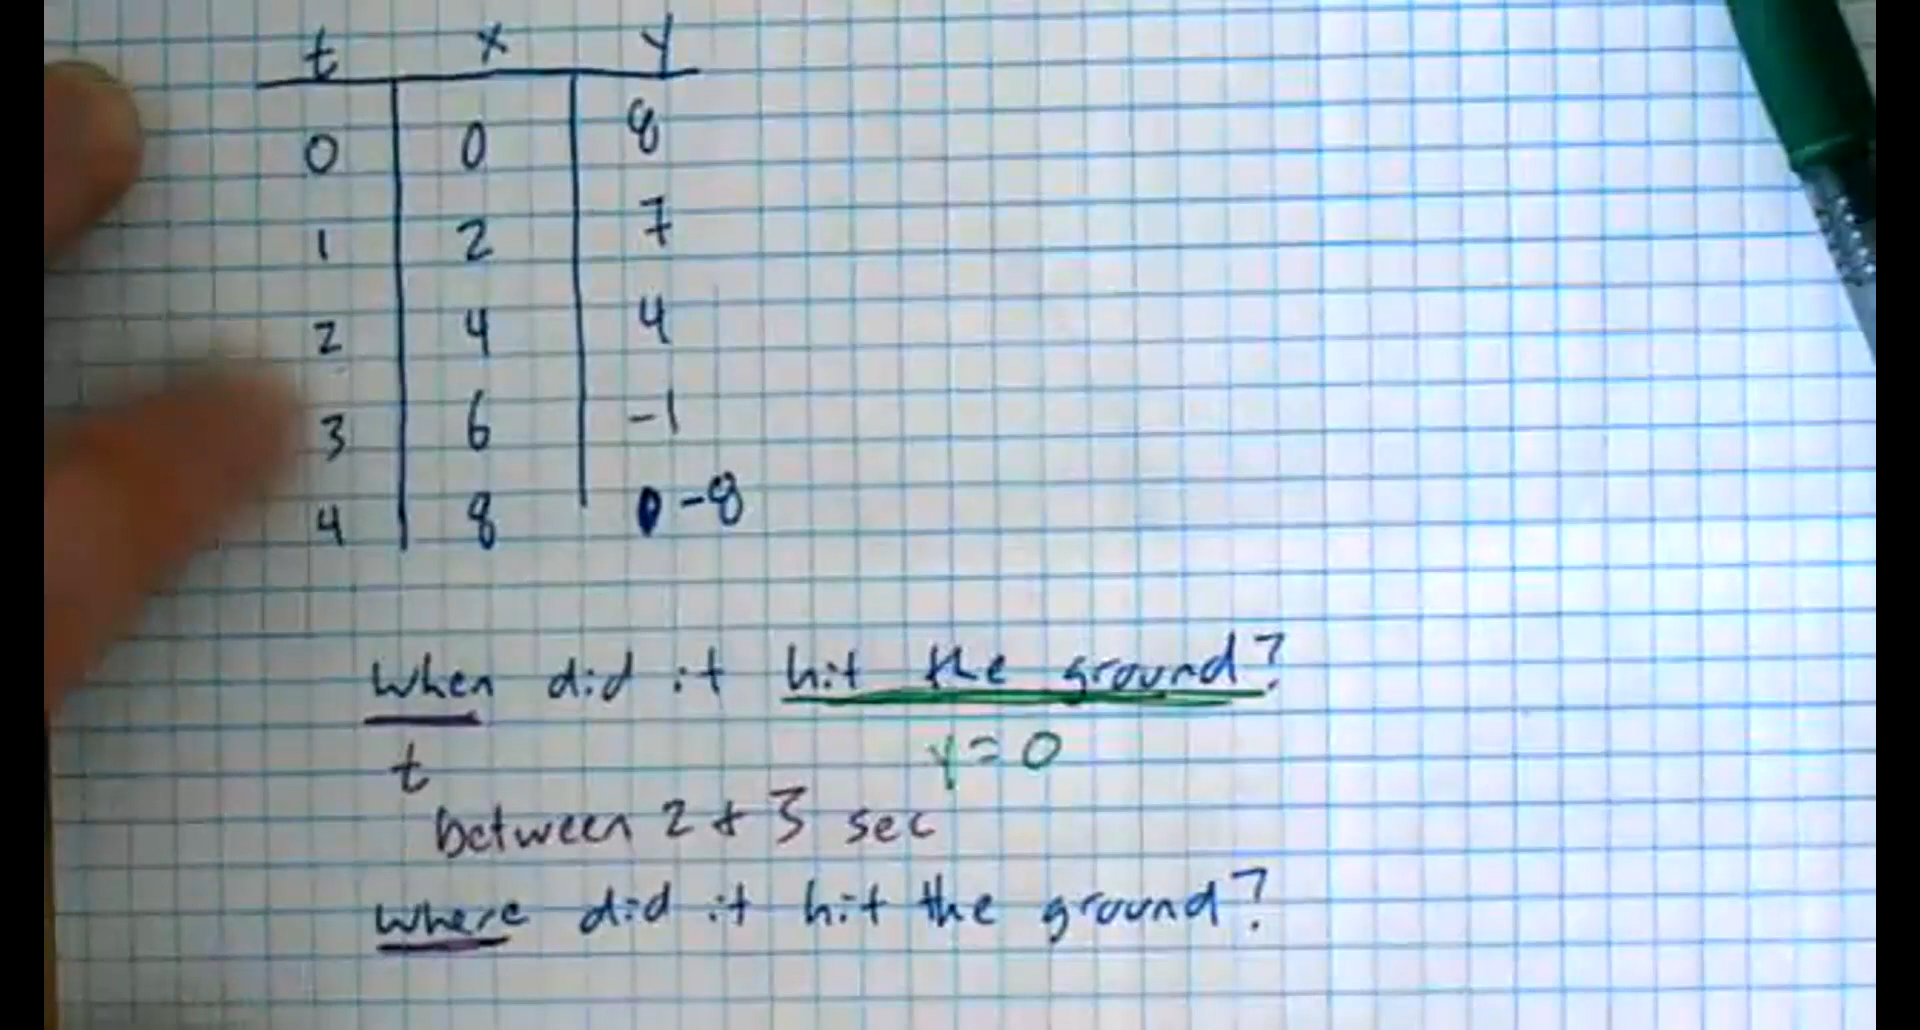 t x y
0 0 8
1 2 7
2 4 4
3 6 -1
4 8 -8
When did it hit the ground?
t y=0
between 2 + 3 sec
where did it hit the ground?